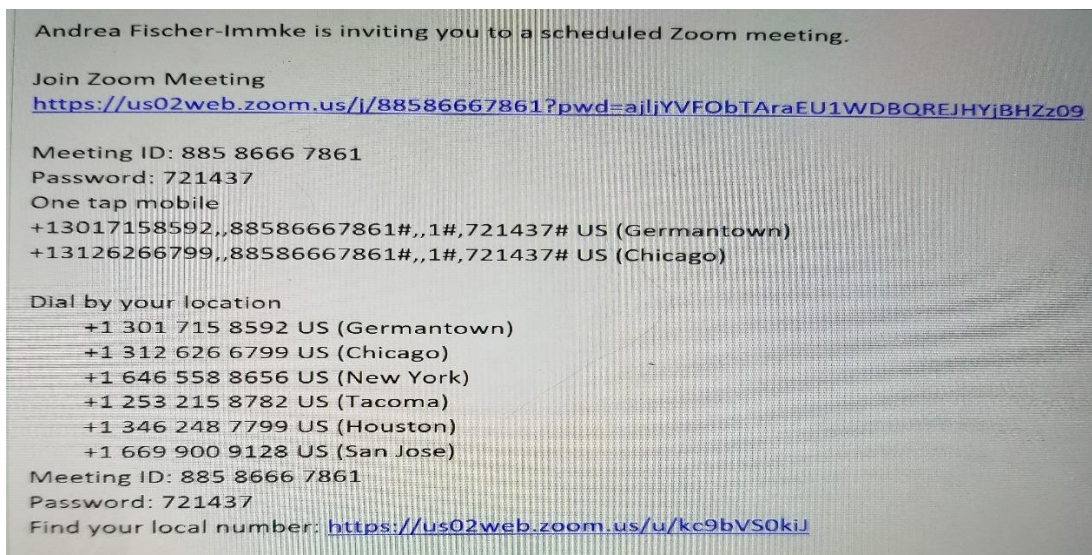 Andrea Fischer-Immke is inviting you to a scheduled Zoom meeting.
Join Zoom Meeting
https://us02web.zoom.us/j/88586667861?pwd=ajljYVFObTAraEU1WDBQREJHYjBHZz09
Meeting ID: 885 8666 7861
Password: 721437
One tap mobile
+13017158592,,88586667861#,,1#,721437# US (Germantown)
+13126266799,,88586667861#,,1#,721437# US (Chicago)
Dial by your location
+1 301 715 8592 US (Germantown)
+1 312 626 6799 US (Chicago)
+1 646 558 8656 US (New York)
+1 253 215 8782 US (Tacoma)
+1 346 248 7799 US (Houston)
+1 669 900 9128 US (San Jose)
Meeting ID: 885 8666 7861
Password: 721437
Find your local number: https://us02web.zoom.us/u/kc9bVS0kiJ